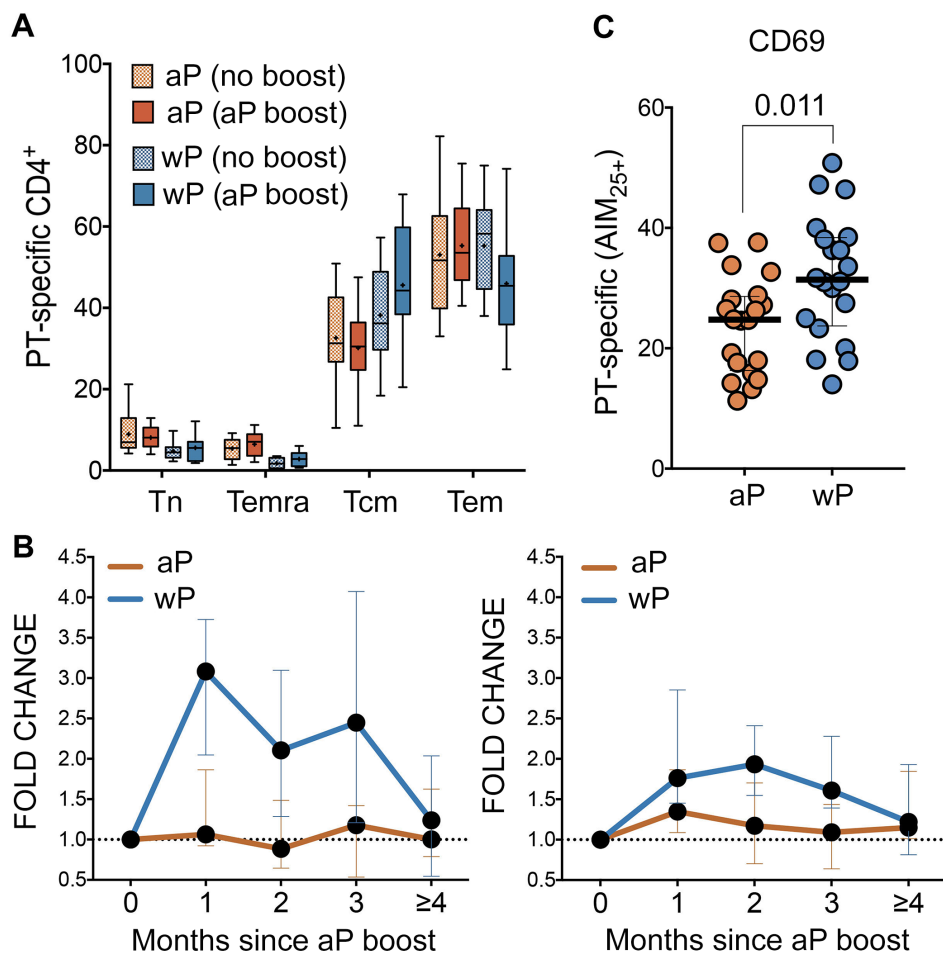 A
PT-specific CD4+
100
80
60
40
20
0
aP (no boost)
aP (aP boost)
wP (no boost)
wP (aP boost)
Tn Temra Tcm Tem
C
CD69
0.011
PT-specific (AIM25+)
60
40
20
0
aP wP
B
FOLD CHANGE
4.5
4.0
3.5
3.0
2.5
2.0
1.5
1.0
0.5
aP
wP
0 1 2 3 ≥4
Months since aP boost
FOLD CHANGE
4.5
4.0
3.5
3.0
2.5
2.0
1.5
1.0
0.5
aP
wP
0 1 2 3 ≥4
Months since aP boost